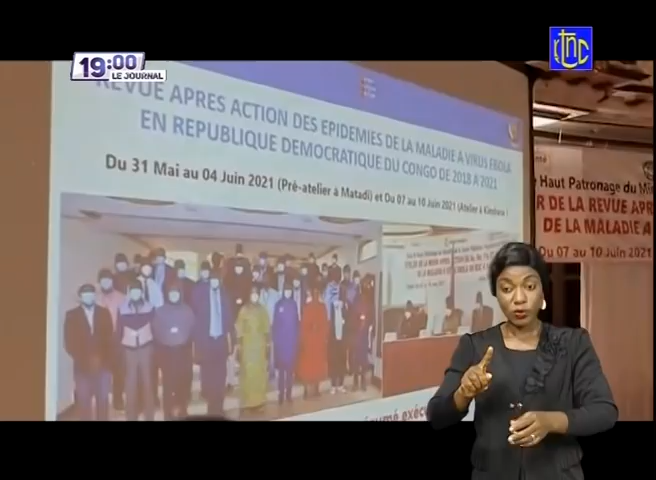 19:00
LE JOURNAL
rtnc
REVUE APRES ACTION DES EPIDEMIES DE LA MALADIE A VIRUS EBOLA
EN REPUBLIQUE DEMOCRATIQUE DU CONGO DE 2018 A 2021
Du 31 Mai au 04 Juin 2021 (Pré-atelier à Matadi) et Du 07 au 10 Juin 2021 (Atelier à Kinshasa)
Haut Patronage du
DE LA REVUE
DE LA MALADIE A
DU 07 au 10 JUIN 2021